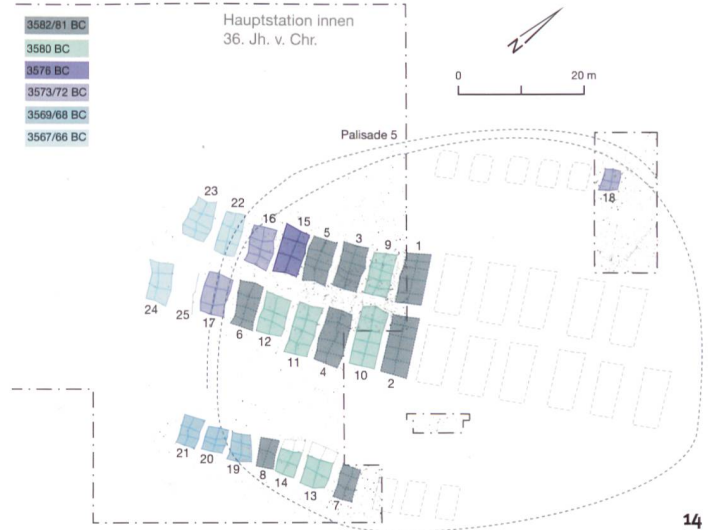 3582/81 BC
3580 BC
3576 BC
3573/72 BC
3569/68 BC
3567/66 BC
Hauptstation innen
36. Jh. v. Chr.
N
0 20 m
Palisade 5
23
22
16
15
5
3
9
1
18
24
25
17
6
12
11
4
10
2
21
20
19
8
14
13
7
14